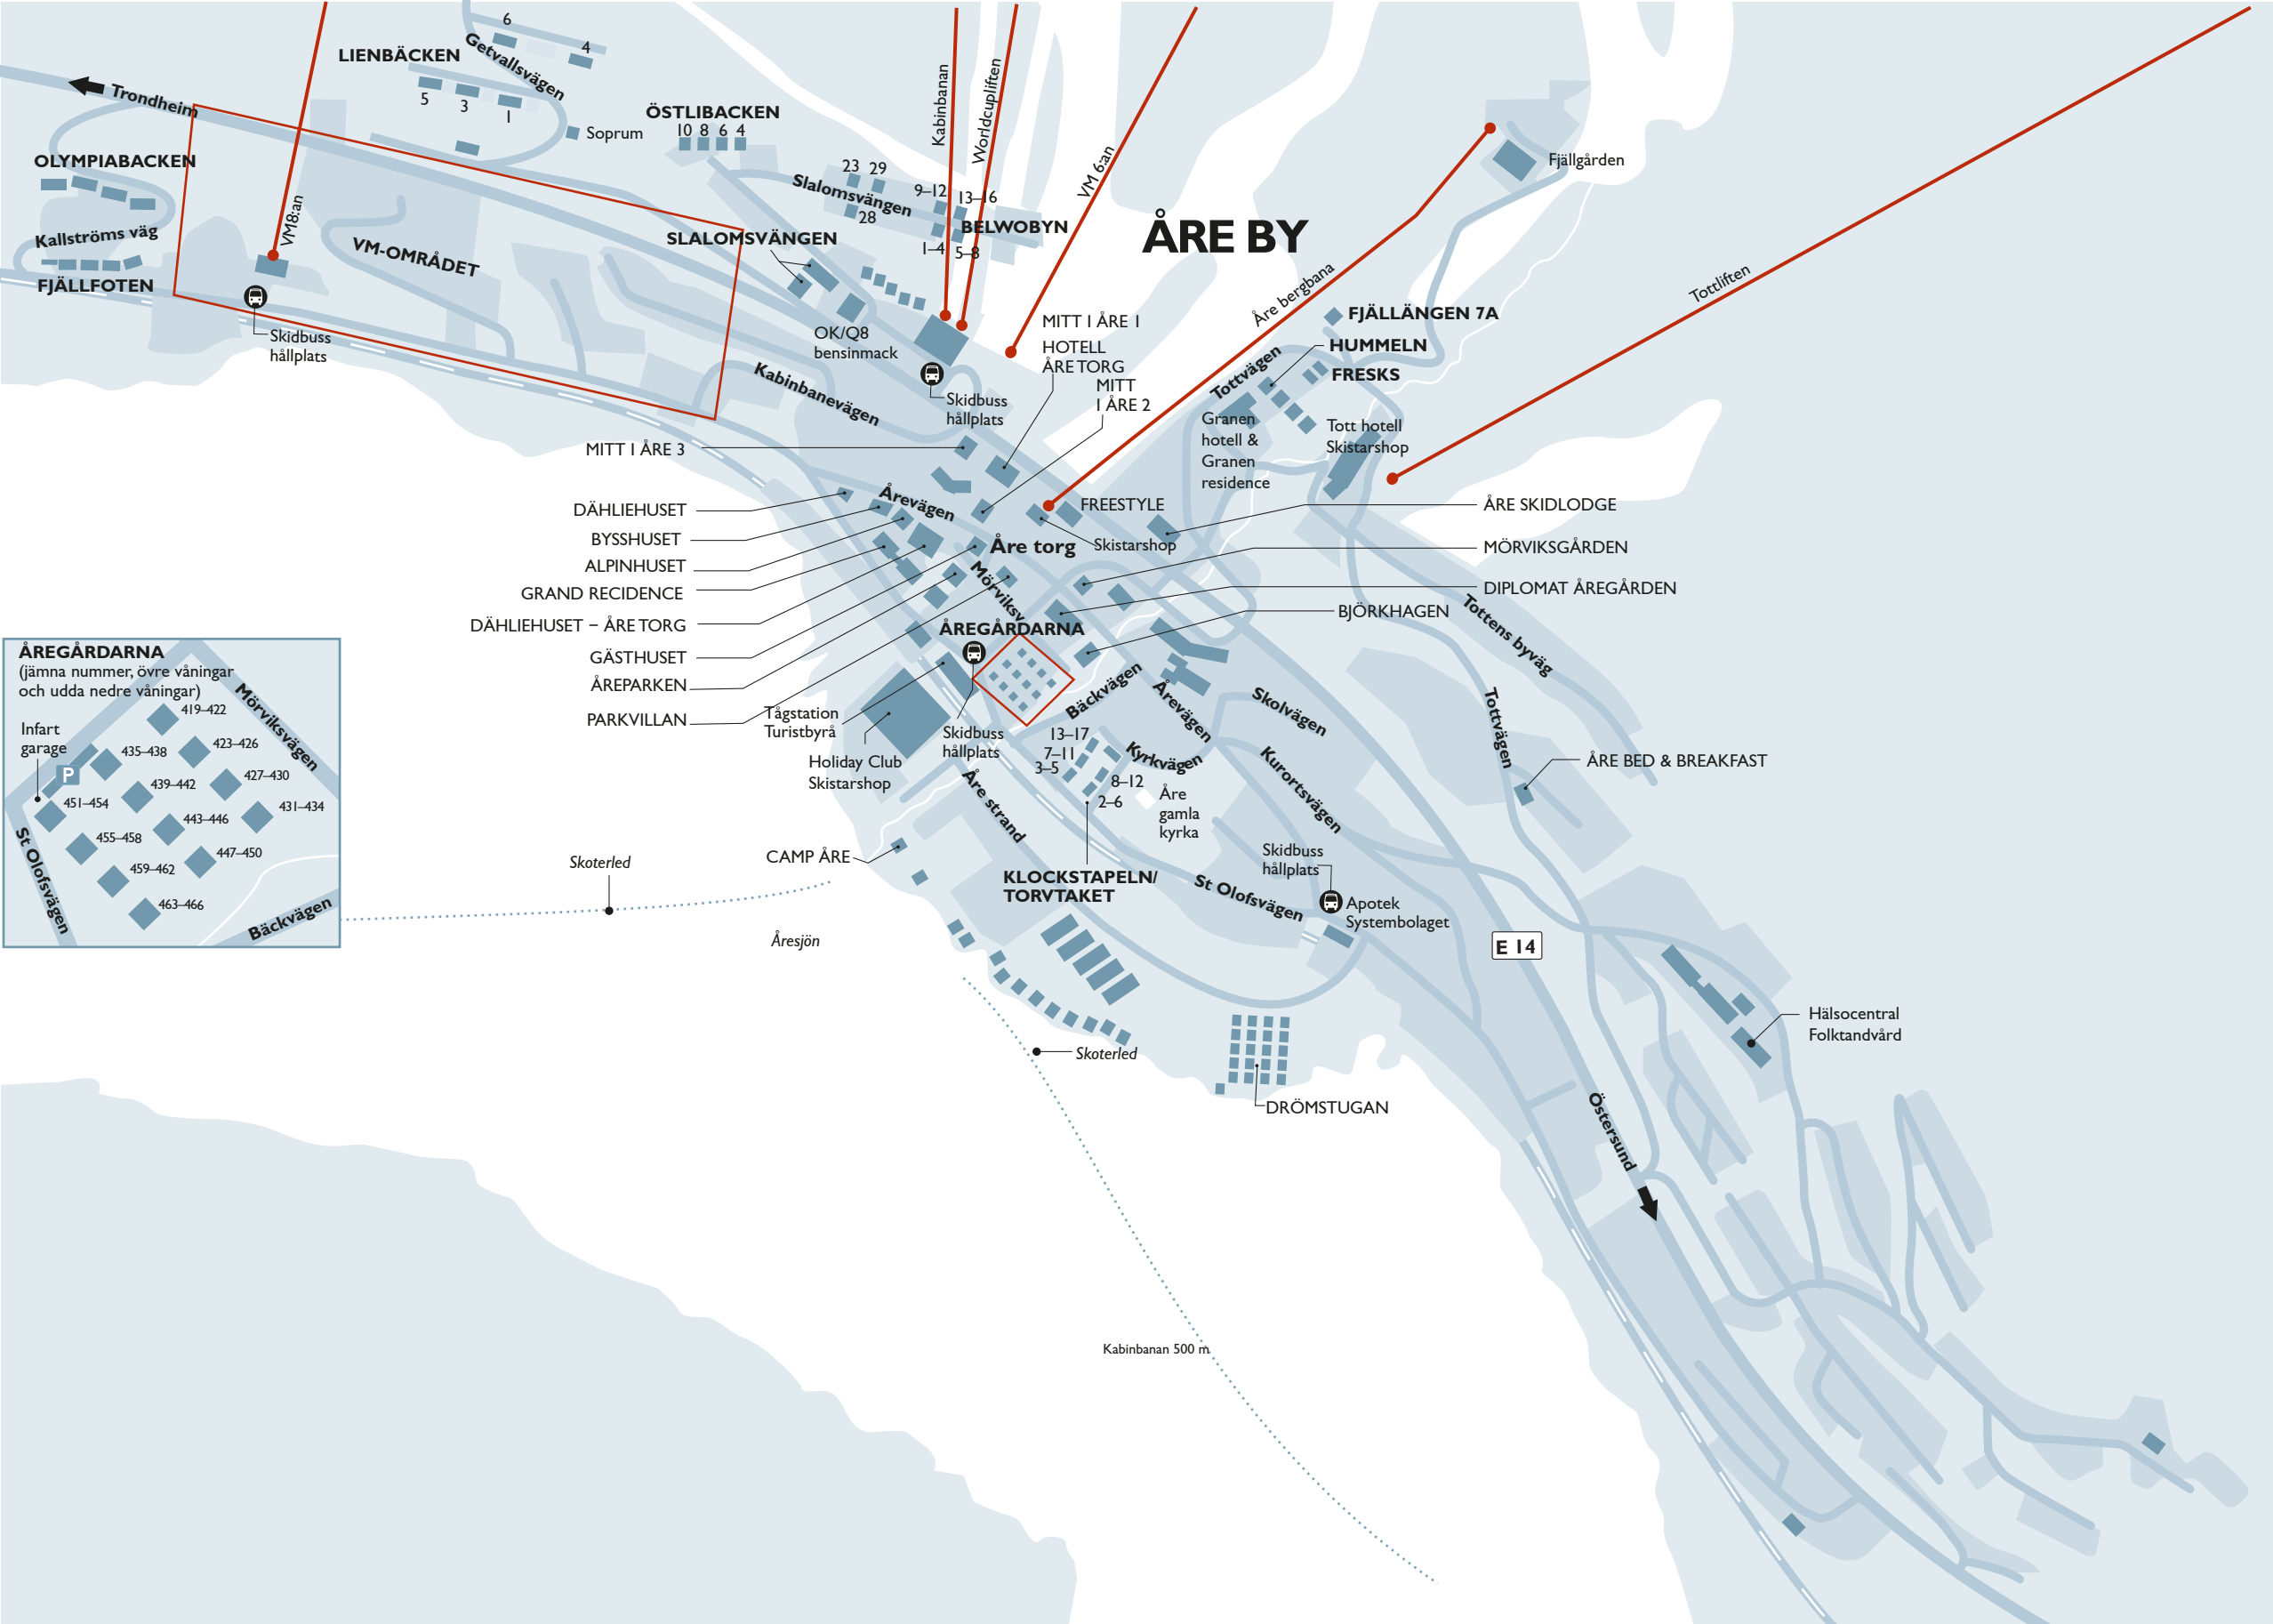 6
LIENBÄCKEN
Getvallsvägen
4
Trondheim
5
3
1
Soprum
ÖSTLIBACKEN
10 8 6 4
OLYMPIABACKEN
Kallströms väg
FJÄLLFOTEN
VM8:an
VM-OMRÅDET
Skidbuss
hållplats
23
29
Slalomsvängen
28
9–12
13–16
BELWOBYN
1–4
5–8
SLALOMSVÄNGEN
Kabinbanan
Worldcupliften
VM 6:an
ÅRE BY
Fjällgården
Åre bergbana
Tottliften
OK/Q8
bensinmack
Kabinbanevägen
Skidbuss
hållplats
MITT I ÅRE 1
HOTELL
ÅRE TORG
MITT
I ÅRE 2
FJÄLLÄNGEN 7A
HUMMELN
FRESKS
Tottvägen
Granen
hotell &
Granen
residence
Tott hotell
Skistarshop
MITT I ÅRE 3
DÄHLIEHUSET
BYSSHUSET
ALPINHUSET
GRAND RECIDENCE
DÄHLIEHUSET – ÅRE TORG
GÄSTHUSET
ÅREPARKEN
PARKVILLAN
Årevägen
Åre torg
Mörviksv
FREESTYLE
Skistarshop
ÅRE SKIDLODGE
MÖRVIKSGÅRDEN
DIPLOMAT ÅREGÅRDEN
BJÖRKHAGEN
ÅREGÅRDARNA
Tottens byväg
Tottvägen
Tågstation
Turistbyrå
Holiday Club
Skistarshop
Skidbuss
hållplats
Bäckvägen
Årevägen
Skolvägen
13–17
7–11
3–5
Kyrkvägen
8–12
2–6
Åre
gamla
kyrka
Kurortsvägen
ÅRE BED & BREAKFAST
Åre strand
CAMP ÅRE
KLOCKSTAPELN/
TORVTAKET
St Olofsvägen
Skidbuss
hållplats
Apotek
Systembolaget
E 14
Hälsocentral
Folktandvård
Östersund
DRÖMSTUGAN
Skoterled
Åresjön
Skoterled
Kabinbanan 500 m
ÅREGÅRDARNA
(jämna nummer, övre våningar
och udda nedre våningar)
Mörviksvägen
Infart
garage
P
419–422
435–438
423–426
439–442
427–430
451–454
443–446
431–434
455–458
447–450
459–462
463–466
St Olofsvägen
Bäckvägen